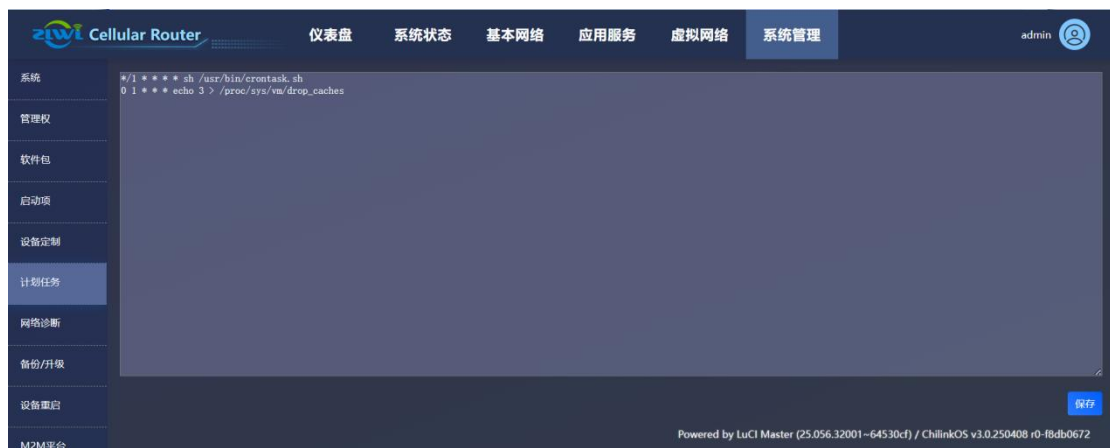 ziwi Cellular Router 仪表盘 系统状态 基本网络 应用服务 虚拟网络 系统管理 admin
系统
*/1 * * * * sh /usr/bin/crontask.sh
0 1 * * * echo 3 > /proc/sys/vm/drop_caches
管理权
软件包
启动项
设备定制
计划任务
网络诊断
备份/升级
设备重启
保存
Powered by LuCI Master (25.056.32001~64530cf) / ChilinkOS v3.0.250408 r0-f8db0672
M2M平台